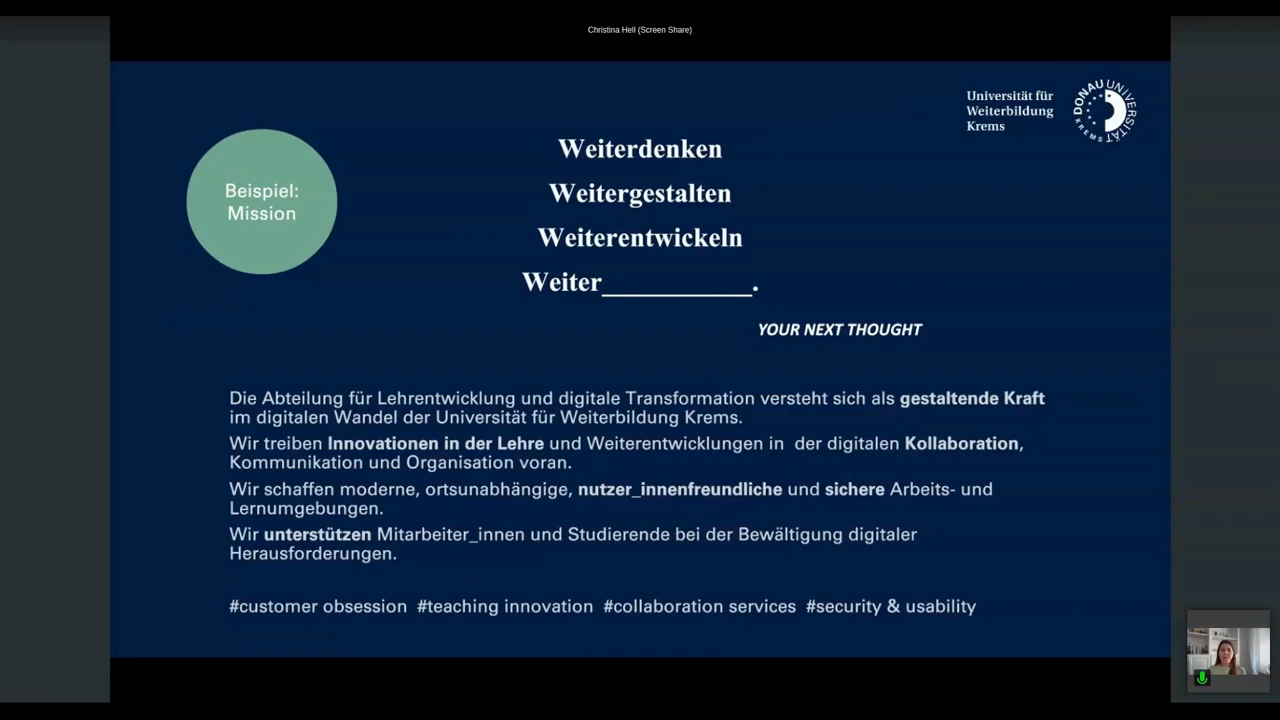 Christina Hell (Screen Share)
Universität für
Weiterbildung
Krems
DONAU UNIVERSITÄT
KREMS
Beispiel:
Mission
Weiterdenken
Weitergestalten
Weiterentwickeln
Weiter___________.
YOUR NEXT THOUGHT
Die Abteilung für Lehrentwicklung und digitale Transformation versteht sich als gestaltende Kraft
im digitalen Wandel der Universität für Weiterbildung Krems.
Wir treiben Innovationen in der Lehre und Weiterentwicklungen in der digitalen Kollaboration,
Kommunikation und Organisation voran.
Wir schaffen moderne, ortsunabhängige, nutzer_innenfreundliche und sichere Arbeits- und
Lernumgebungen.
Wir unterstützen Mitarbeiter_innen und Studierende bei der Bewältigung digitaler
Herausforderungen.
#customer obsession #teaching innovation #collaboration services #security & usability